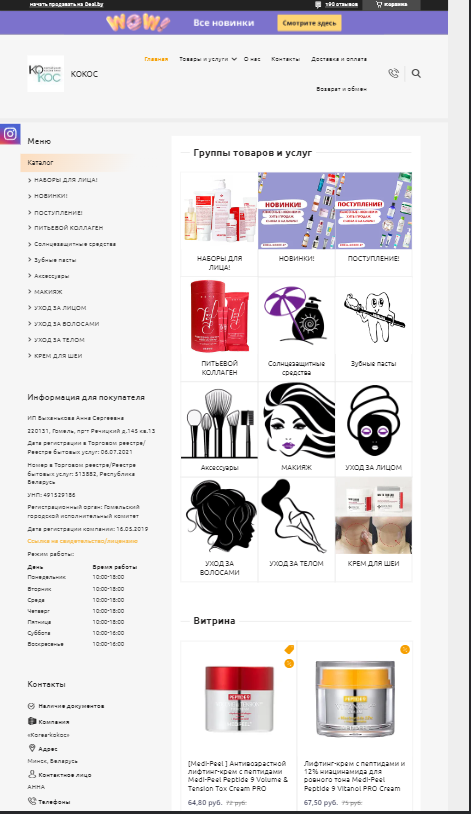 начать продавать на Deal.by
190 отзывов
Корзина
WOW!
Все новинки
Смотрите здесь
КОКОС
КОКОС
Главная
Товары и услуги
О нас
Контакты
Доставка и оплата
Возврат и обмен
Меню
Каталог
НАБОРЫ ДЛЯ ЛИЦА!
НОВИНКИ!
ПОСТУПЛЕНИЕ!
ПИТЬЕВОЙ КОЛЛАГЕН
Солнцезащитные средства
Зубные пасты
Аксессуары
МАКИЯЖ
УХОД ЗА ЛИЦОМ
УХОД ЗА ВОЛОСАМИ
УХОД ЗА ТЕЛОМ
КРЕМ ДЛЯ ШЕИ
Информация для покупателя
ИП Быханькова Анна Сергеевна
220131, Гомель, пр-т Речицкий д.145 кв.13
Дата регистрации в Торговом реестре/
Реестре бытовых услуг: 06.07.2021
Номер в Торговом реестре/Реестре
бытовых услуг: 513882, Республика
Беларусь
УНП: 491529186
Регистрационный орган: Гомельский
городской исполнительный комитет
Дата регистрации компании: 16.05.2019
Ссылка на свидетельство/лицензию
Режим работы:
День Время работы
Понедельник 10:00-18:00
Вторник 10:00-18:00
Среда 10:00-18:00
Четверг 10:00-18:00
Пятница 10:00-18:00
Суббота 10:00-16:00
Воскресенье 10:00-16:00
Контакты
Наличие документов
Компания
«Korea-kokoc»
Адрес
Минск, Беларусь
Контактное лицо
АННА
Телефоны
Группы товаров и услуг
НОВИНКИ!
ПОСТУПЛЕНИЕ!
НАБОРЫ ДЛЯ
ЛИЦА!
НОВИНКИ!
ПОСТУПЛЕНИЕ!
ПИТЬЕВОЙ
КОЛЛАГЕН
Солнцезащитные
средства
Зубные пасты
Аксессуары
МАКИЯЖ
УХОД ЗА ЛИЦОМ
УХОД ЗА
ВОЛОСАМИ
УХОД ЗА ТЕЛОМ
КРЕМ ДЛЯ ШЕИ
Витрина
PEPTIDE 9
PEPTIDE 9
[Medi-Peel ] Антивозрастной
лифтинг-крем с пептидами
Medi-Peel Peptide 9 Volume &
Tension Tox Cream PRO
64,80 руб. 72 руб.
Лифтинг-крем с пептидами и
12% ниацинамида для
ровного тона Medi-Peel
Peptide 9 Vitanol PRO Cream
67,50 руб. 75 руб.